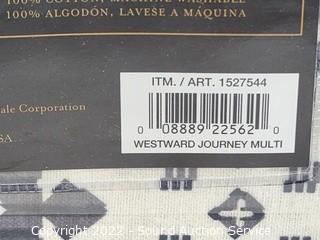 100% COTTON, MACHINE WASHABLE
100% ALGODÓN, LAVESE A MÁQUINA
ale Corporation
SA
ITM. / ART. 1527544
0 08889 22562 0
WESTWARD JOURNEY MULTI
Copyright 2022 - Sound Auction Service